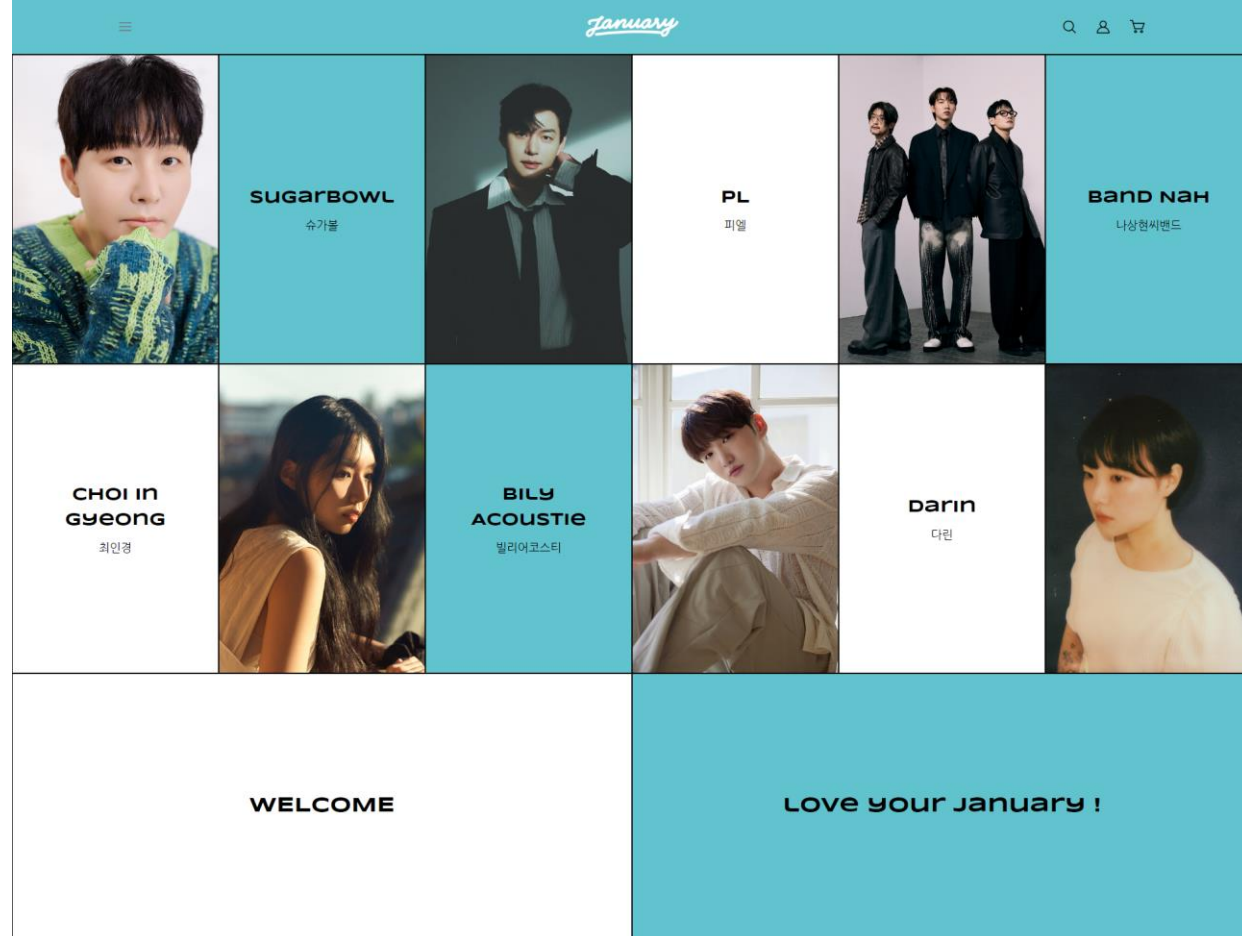 January
SUGARBOWL
슈가볼
PL
피엘
BAND NAH
나상현씨밴드
CHOI IN
GYEONG
최인경
BILY
ACOUSTIE
빌리어코스티
DARIN
다린
WELCOME
LOVE YOUR JANUARY !